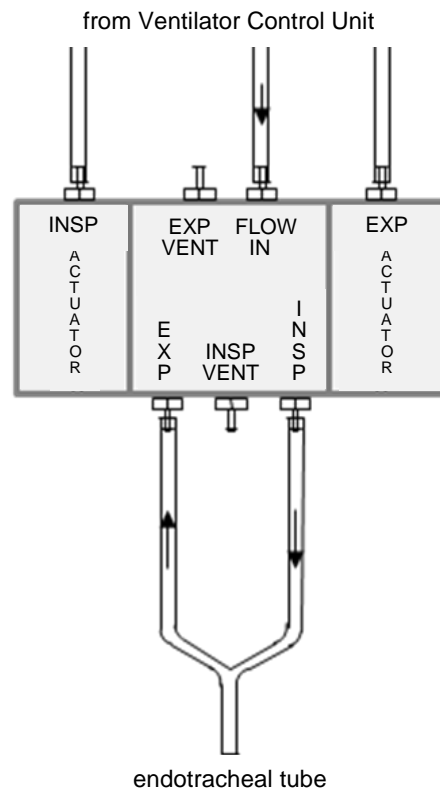 from Ventilator Control Unit
INSP
ACTUATOR
EXP
VENT
FLOW
IN
EXP
INSP
VENT
INSP
EXP
ACTUATOR
endotracheal tube